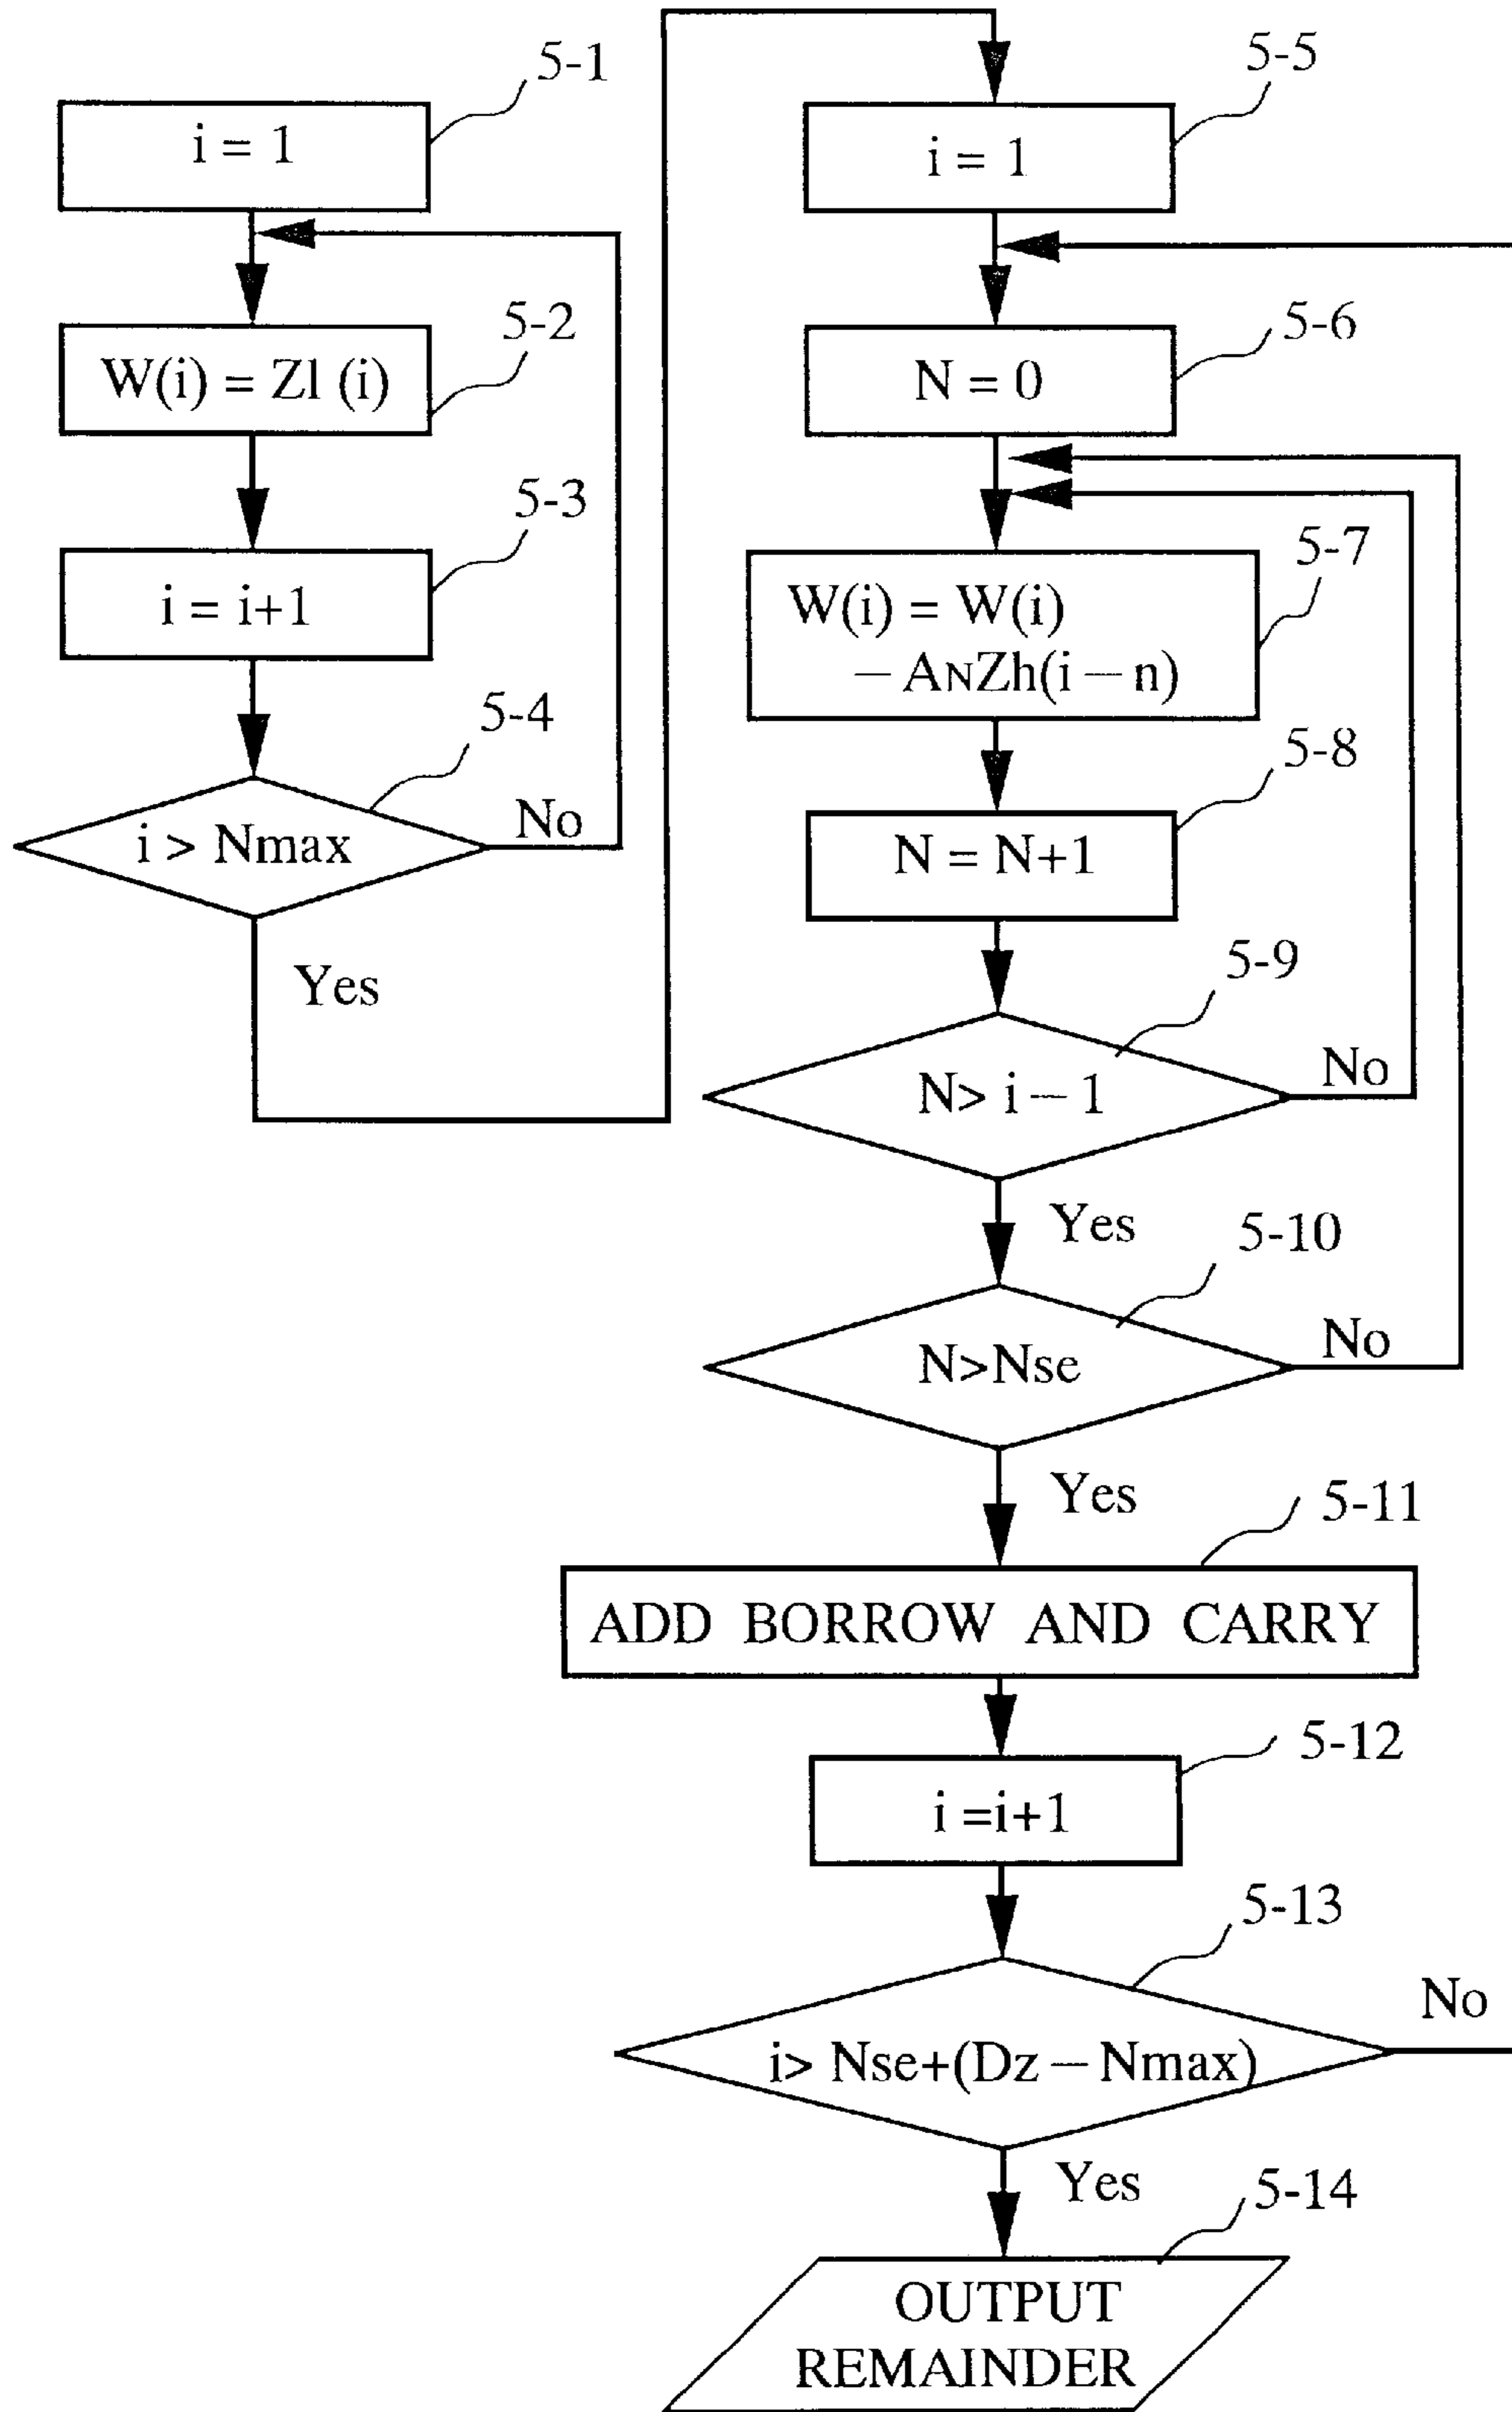 5-1
i = 1
5-2
W(i) = Zl (i)
5-3
i = i+1
5-4
i > Nmax
No
Yes
5-5
i = 1
5-6
N = 0
5-7
W(i) = W(i)
– ANZh(i – n)
5-8
N = N+1
5-9
N> i – 1
No
Yes
5-10
N>Nse
No
Yes
5-11
ADD BORROW AND CARRY
5-12
i =i+1
5-13
i> Nse+(Dz – Nmax)
No
Yes
5-14
OUTPUT
REMAINDER